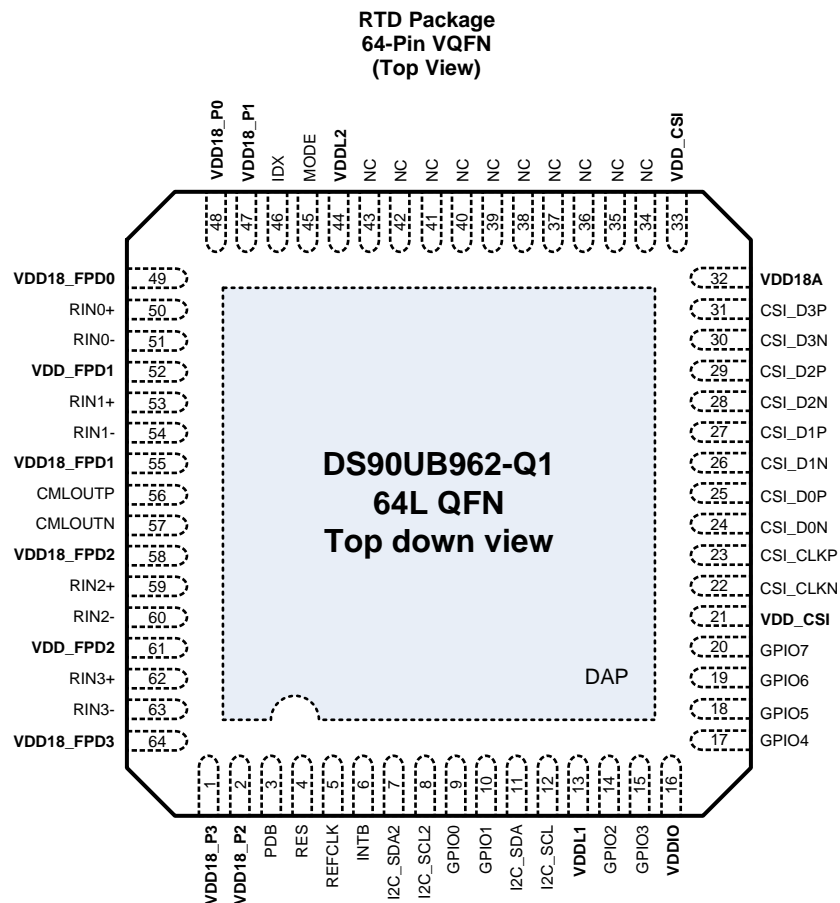 RTD Package
64-Pin VQFN
(Top View)
VDD18_P0
VDD18_P1
IDX
MODE
VDDL2
NC
NC
NC
NC
NC
NC
NC
NC
NC
NC
VDD_CSI
48
47
46
45
44
43
42
41
40
39
38
37
36
35
34
33
VDD18_FPD0 49
RIN0+ 50
RIN0- 51
VDD_FPD1 52
RIN1+ 53
RIN1- 54
VDD18_FPD1 55
CMLOUTP 56
CMLOUTN 57
VDD18_FPD2 58
RIN2+ 59
RIN2- 60
VDD_FPD2 61
RIN3+ 62
RIN3- 63
VDD18_FPD3 64
DS90UB962-Q1
64L QFN
Top down view
DAP
32 VDD18A
31 CSI_D3P
30 CSI_D3N
29 CSI_D2P
28 CSI_D2N
27 CSI_D1P
26 CSI_D1N
25 CSI_D0P
24 CSI_D0N
23 CSI_CLKP
22 CSI_CLKN
21 VDD_CSI
20 GPIO7
19 GPIO6
18 GPIO5
17 GPIO4
1
2
3
4
5
6
7
8
9
10
11
12
13
14
15
16
VDD18_P3
VDD18_P2
PDB
RES
REFCLK
INTB
I2C_SDA2
I2C_SCL2
GPIO0
GPIO1
I2C_SDA
I2C_SCL
VDDL1
GPIO2
GPIO3
VDDIO